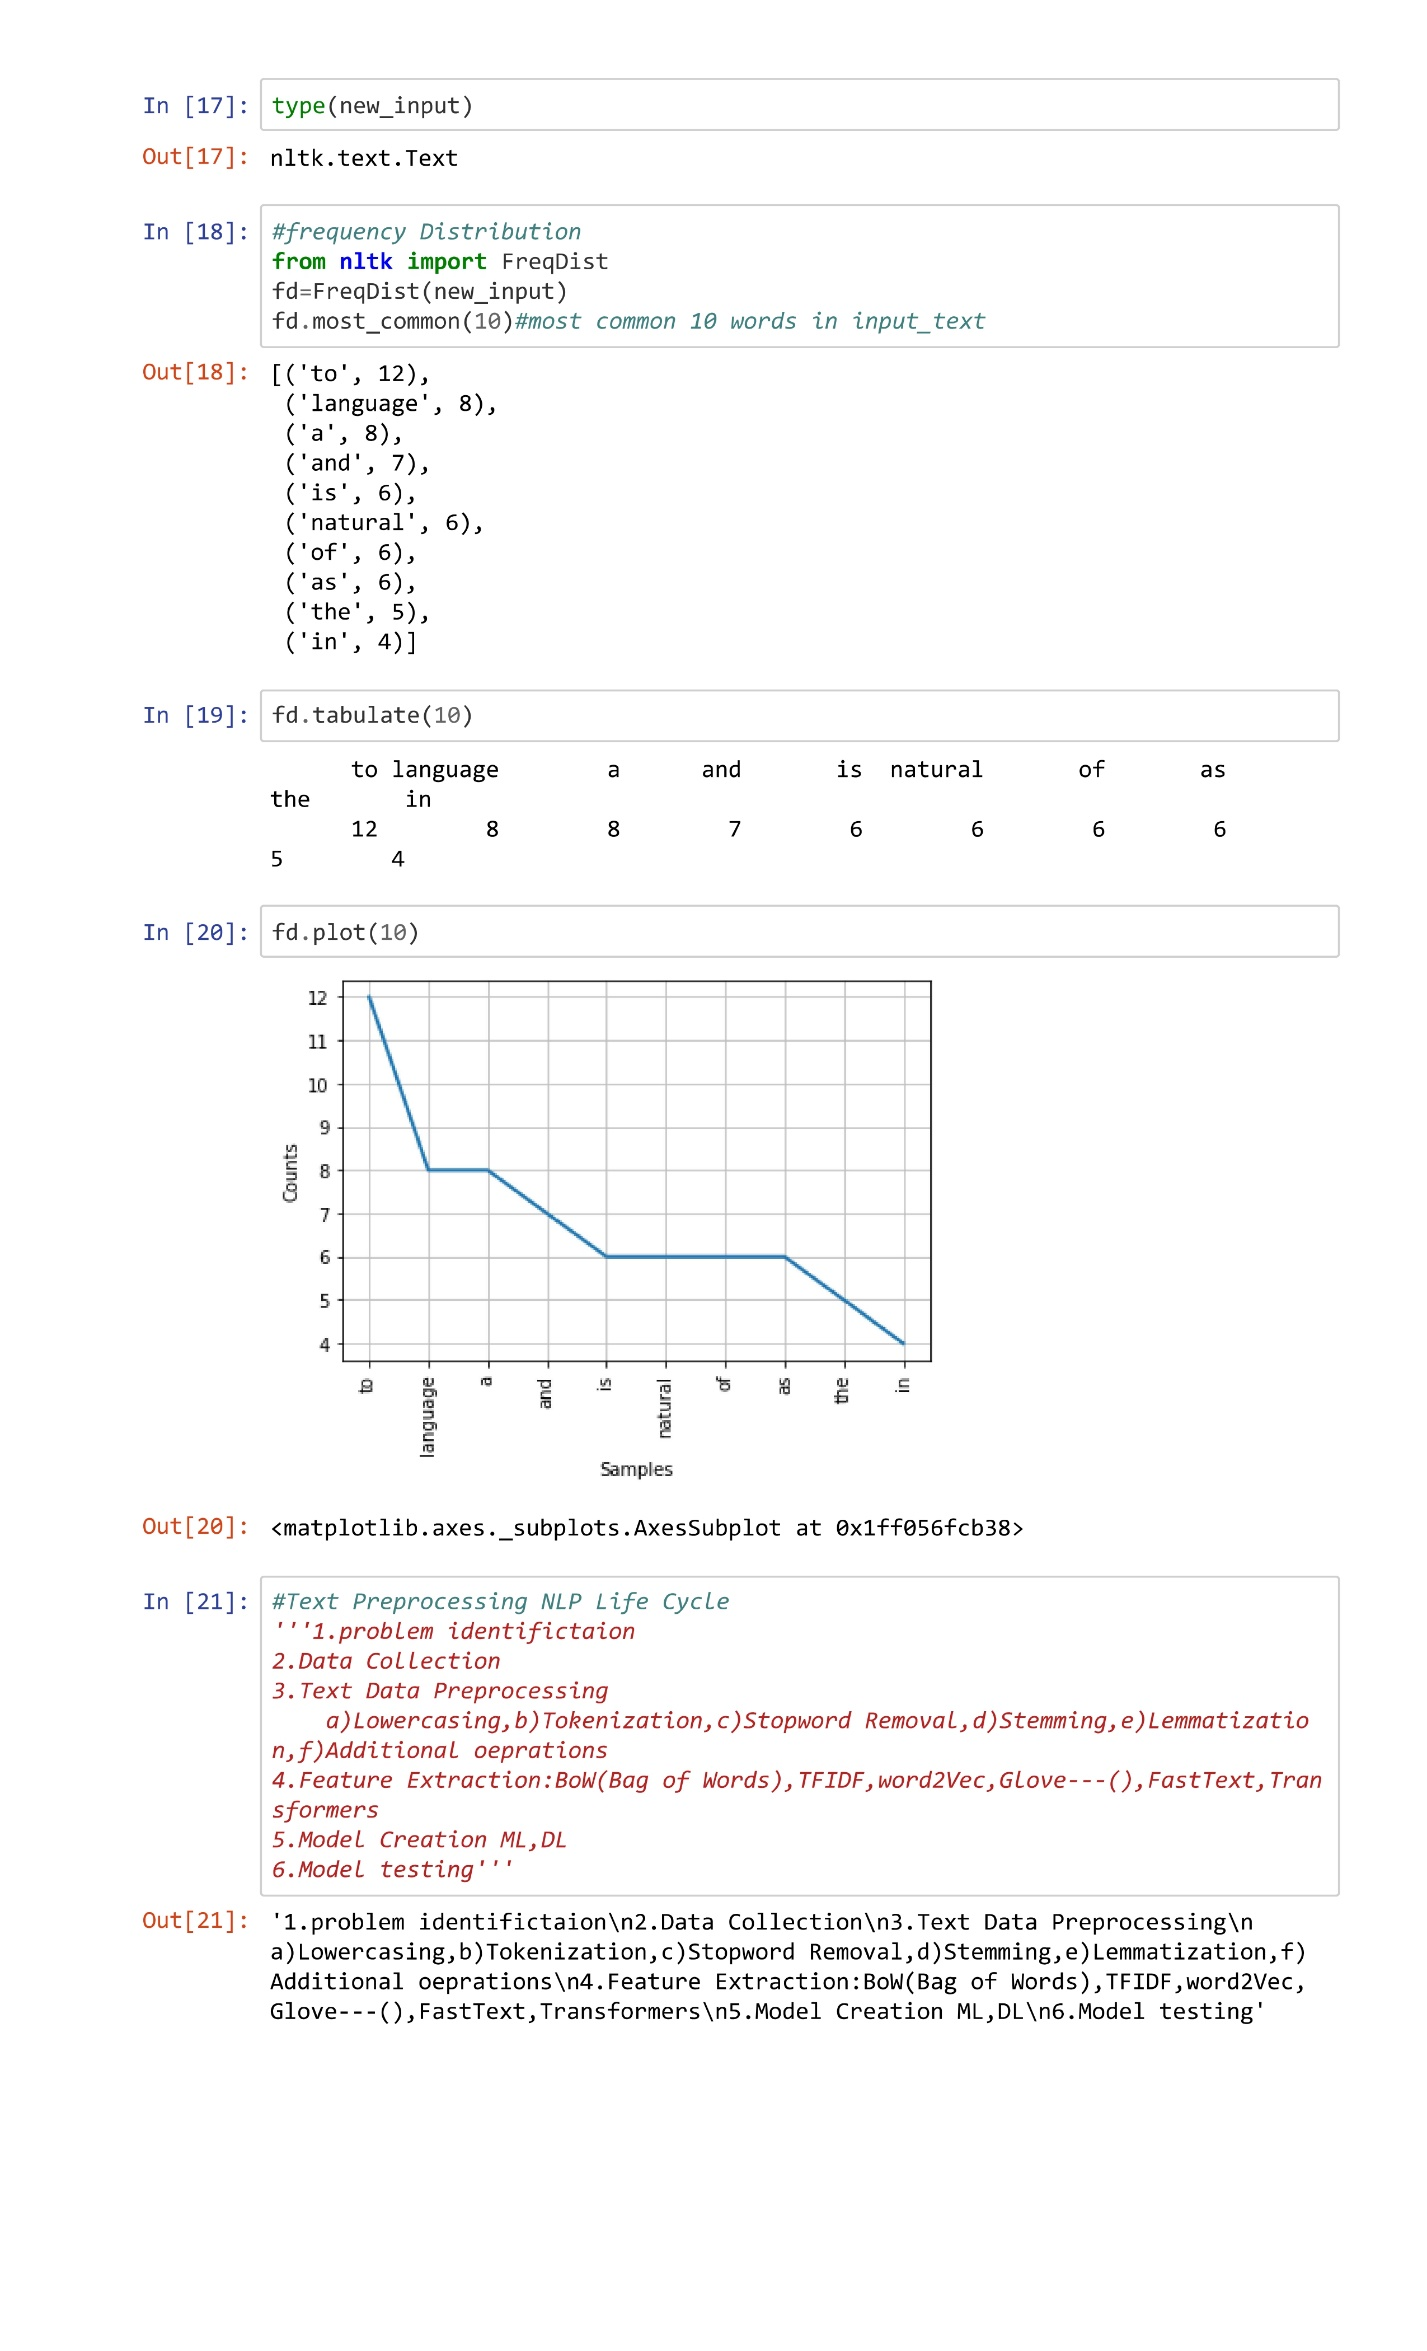 In [17]: type(new_input)
Out[17]: nltk.text.Text
In [18]: #frequency Distribution
from nltk import FreqDist
fd=FreqDist(new_input)
fd.most_common(10)#most common 10 words in input_text
Out[18]: [('to', 12),
('language', 8),
('a', 8),
('and', 7),
('is', 6),
('natural', 6),
('of', 6),
('as', 6),
('the', 5),
('in', 4)]
In [19]: fd.tabulate(10)
to language a and is natural of as
the in
12 8 8 7 6 6 6 6
5 4
In [20]: fd.plot(10)
12
11
10
9
8
7
6
5
4
Counts
to language a and is natural of as the in
Samples
Out[20]: <matplotlib.axes._subplots.AxesSubplot at 0x1ff056fcb38>
In [21]: #Text Preprocessing NLP Life Cycle
'''1.problem identifictaion
2.Data Collection
3.Text Data Preprocessing
a)Lowercasing,b)Tokenization,c)Stopword Removal,d)Stemming,e)Lemmatizatio
n,f)Additional oeprations
4.Feature Extraction:BoW(Bag of Words),TFIDF,word2Vec,Glove---(),FastText,Tran
sformers
5.Model Creation ML,DL
6.Model testing'''
Out[21]: '1.problem identifictaion\n2.Data Collection\n3.Text Data Preprocessing\n
a)Lowercasing,b)Tokenization,c)Stopword Removal,d)Stemming,e)Lemmatization,f)
Additional oeprations\n4.Feature Extraction:BoW(Bag of Words),TFIDF,word2Vec,
Glove---(),FastText,Transformers\n5.Model Creation ML,DL\n6.Model testing'